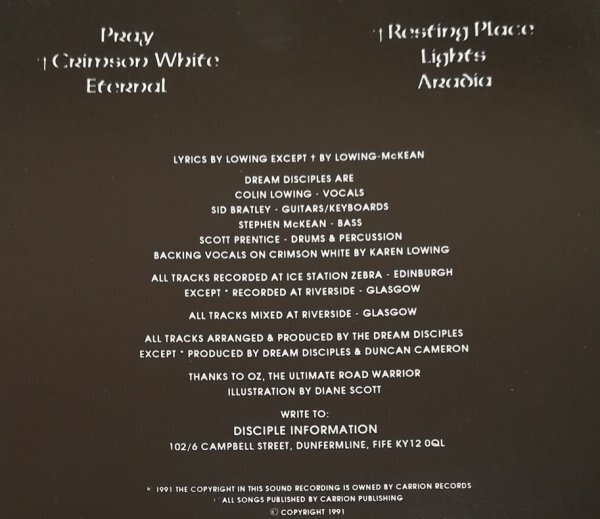 Pray
† Crimson White
Eternal
† Resting Place
Lights
Aradia
LYRICS BY LOWING EXCEPT † BY LOWING-McKEAN
DREAM DISCIPLES ARE
COLIN LOWING - VOCALS
SID BRATLEY - GUITARS/KEYBOARDS
STEPHEN McKEAN - BASS
SCOTT PRENTICE - DRUMS & PERCUSSION
BACKING VOCALS ON CRIMSON WHITE BY KAREN LOWING
ALL TRACKS RECORDED AT ICE STATION ZEBRA - EDINBURGH
EXCEPT * RECORDED AT RIVERSIDE - GLASGOW
ALL TRACKS MIXED AT RIVERSIDE - GLASGOW
ALL TRACKS ARRANGED & PRODUCED BY THE DREAM DISCIPLES
EXCEPT * PRODUCED BY DREAM DISCIPLES & DUNCAN CAMERON
THANKS TO OZ, THE ULTIMATE ROAD WARRIOR
ILLUSTRATION BY DIANE SCOTT
WRITE TO:
DISCIPLE INFORMATION
102/6 CAMPBELL STREET, DUNFERMLINE, FIFE KY12 0QL
1991 THE COPYRIGHT IN THIS SOUND RECORDING IS OWNED BY CARRION RECORDS
ALL SONGS PUBLISHED BY CARRION PUBLISHING
© COPYRIGHT 1991